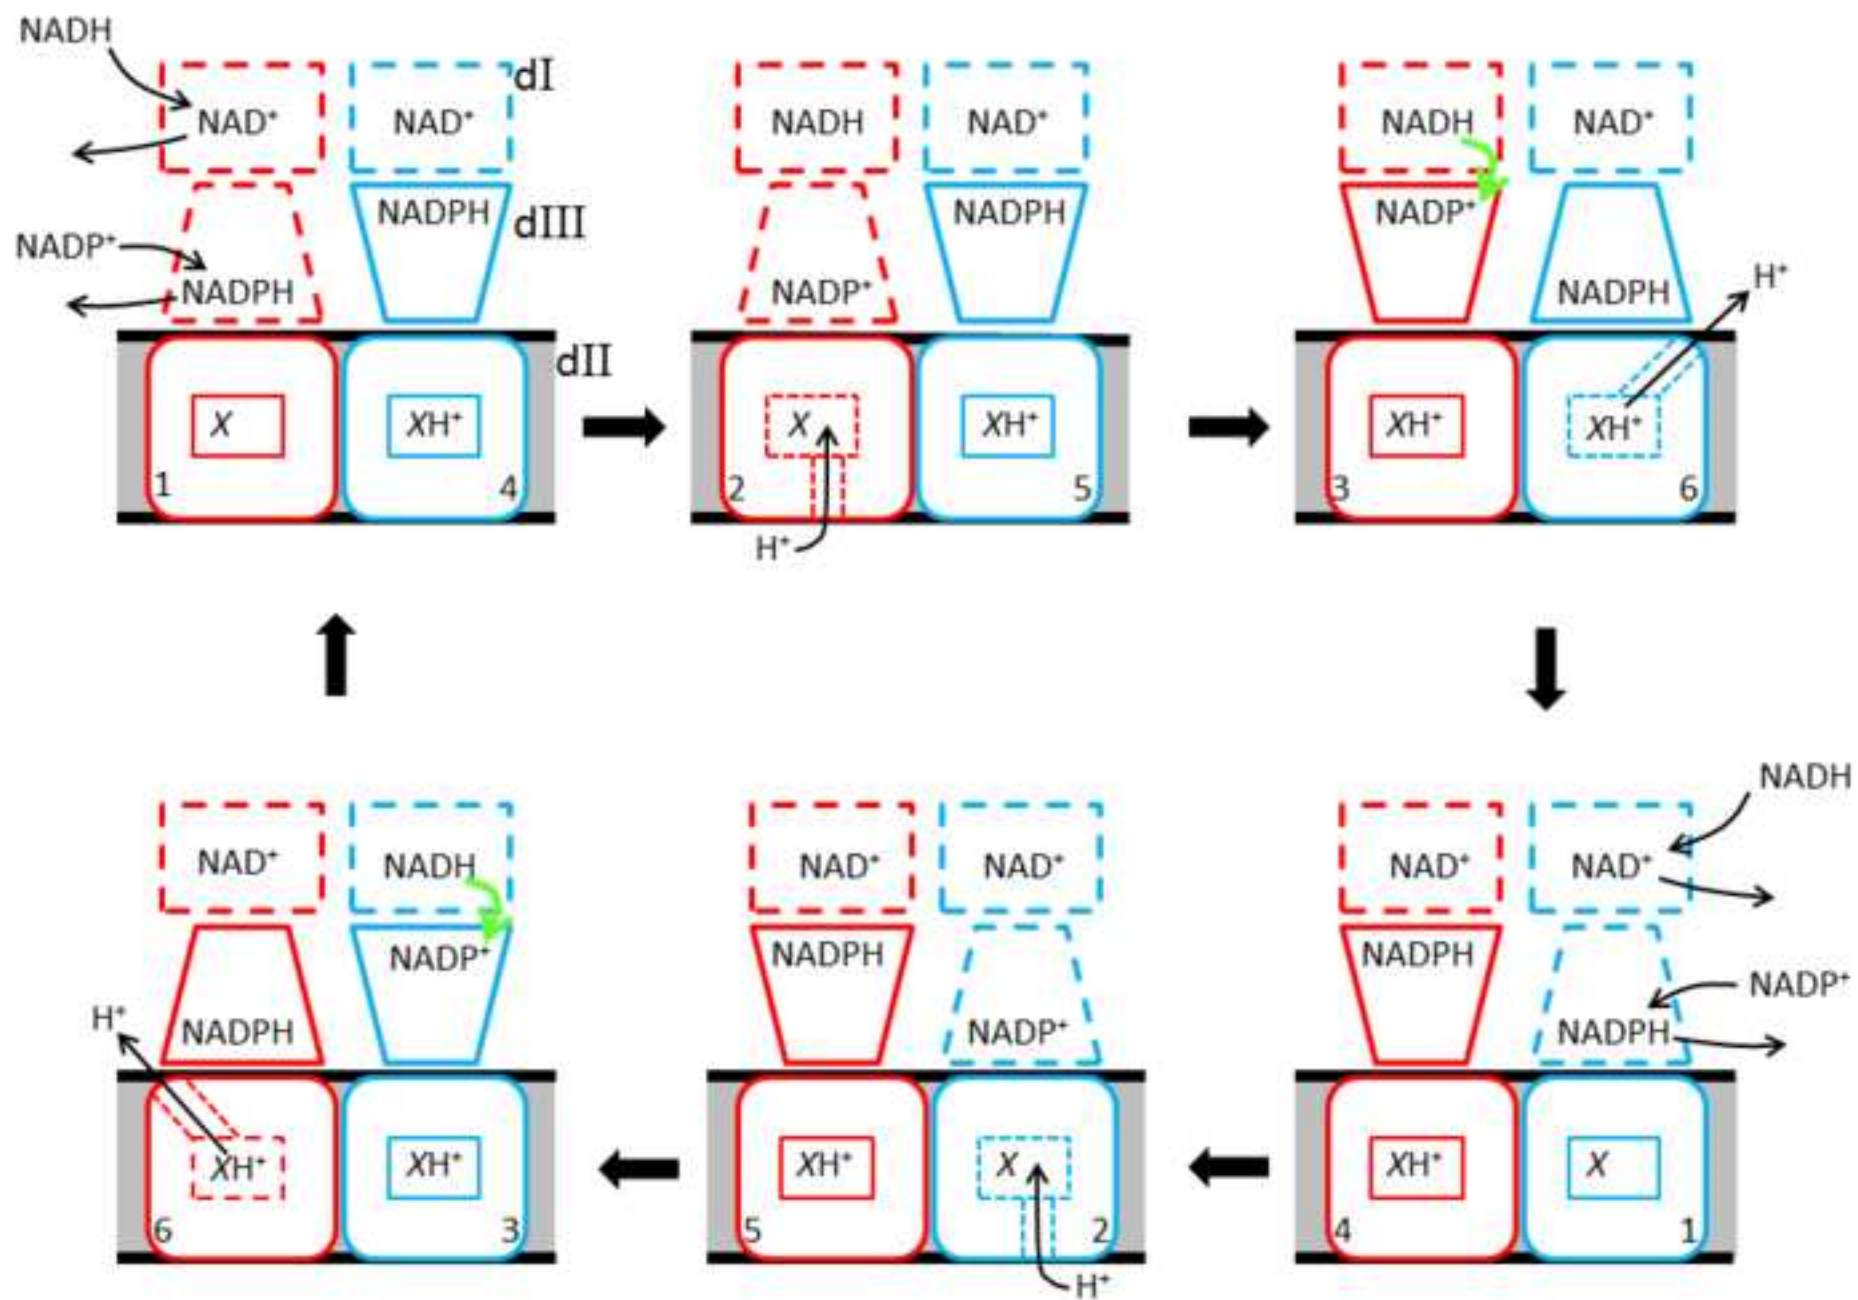 NADH
NAD⁺ NAD⁺ dI
NADPH dIII
NADP⁺
NADPH
dII
X XH⁺
1 4
NADH NAD⁺
NADPH
NADP⁺
X XH⁺
2 5
H⁺
NADH NAD⁺
NADP⁺
NADPH H⁺
XH⁺ XH⁺
3 6
NAD⁺ NADH
NADP⁺
NADPH
H⁺
XH⁺ XH⁺
6 3
NAD⁺ NAD⁺
NADPH
NADP⁺
XH⁺ X
5 2
H⁺
NADH
NAD⁺ NAD⁺
NADPH
NADP⁺
NADPH
XH⁺ X
4 1